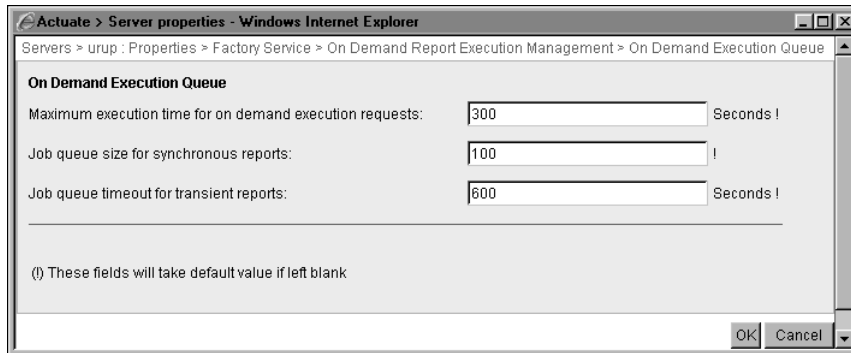 Actuate > Server properties - Windows Internet Explorer
Servers > urup : Properties > Factory Service > On Demand Report Execution Management > On Demand Execution Queue
On Demand Execution Queue
Maximum execution time for on demand execution requests: 300 Seconds !
Job queue size for synchronous reports: 100 !
Job queue timeout for transient reports: 600 Seconds !
(!) These fields will take default value if left blank
OK Cancel